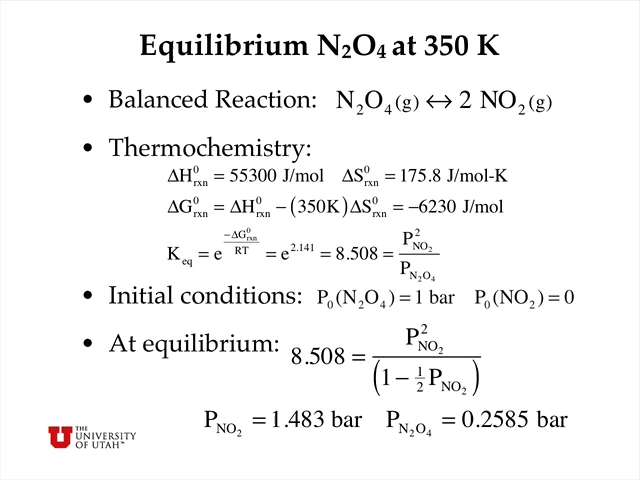 Equilibrium N₂O₄ at 350 K
• Balanced Reaction: N₂O₄(g) ↔ 2 NO₂(g)
• Thermochemistry:
ΔH⁰rxn = 55300 J/mol ΔS⁰rxn = 175.8 J/mol-K
ΔG⁰rxn = ΔH⁰rxn − (350K)ΔS⁰rxn = −6230 J/mol
K_eq = e^(−ΔG⁰rxn/RT) = e^2.141 = 8.508 = P²_NO₂ / P_N₂O₄
• Initial conditions: P₀(N₂O₄) = 1 bar P₀(NO₂) = 0
• At equilibrium: 8.508 = P²_NO₂ / (1 − ½ P_NO₂)
P_NO₂ = 1.483 bar P_N₂O₄ = 0.2585 bar
THE
UNIVERSITY
OF UTAH™